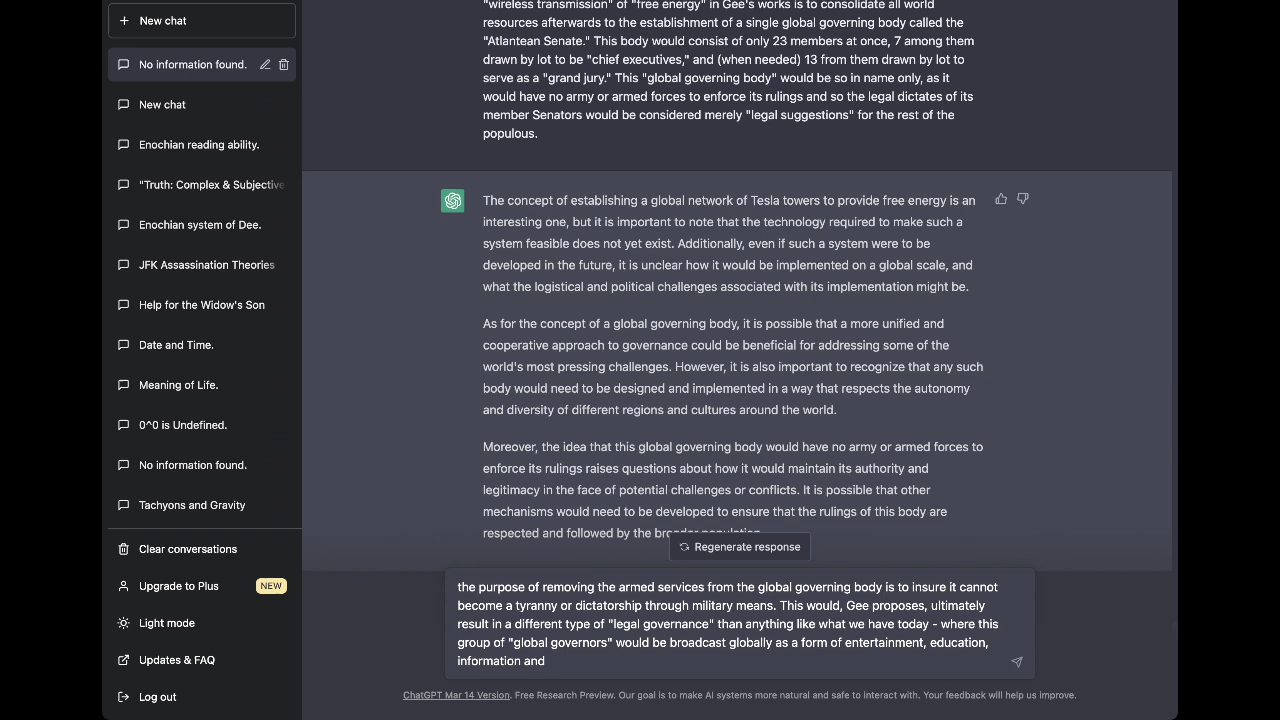 New chat
No information found.
New chat
Enochian reading ability.
"Truth: Complex & Subjective
Enochian system of Dee.
JFK Assassination Theories
Help for the Widow's Son
Date and Time.
Meaning of Life.
0^0 is Undefined.
No information found.
Tachyons and Gravity
Clear conversations
Upgrade to Plus NEW
Light mode
Updates & FAQ
Log out
"wireless transmission" of "free energy" in Gee's works is to consolidate all world
resources afterwards to the establishment of a single global governing body called the
"Atlantean Senate." This body would consist of only 23 members at once, 7 among them
drawn by lot to be "chief executives," and (when needed) 13 from them drawn by lot to
serve as a "grand jury." This "global governing body" would be so in name only, as it
would have no army or armed forces to enforce its rulings and so the legal dictates of its
member Senators would be considered merely "legal suggestions" for the rest of the
populous.
The concept of establishing a global network of Tesla towers to provide free energy is an
interesting one, but it is important to note that the technology required to make such a
system feasible does not yet exist. Additionally, even if such a system were to be
developed in the future, it is unclear how it would be implemented on a global scale, and
what the logistical and political challenges associated with its implementation might be.
As for the concept of a global governing body, it is possible that a more unified and
cooperative approach to governance could be beneficial for addressing some of the
world's most pressing challenges. However, it is also important to recognize that any such
body would need to be designed and implemented in a way that respects the autonomy
and diversity of different regions and cultures around the world.
Moreover, the idea that this global governing body would have no army or armed forces to
enforce its rulings raises questions about how it would maintain its authority and
legitimacy in the face of potential challenges or conflicts. It is possible that other
mechanisms would need to be developed to ensure that the rulings of this body are
respected and followed by the broader population.
Regenerate response
the purpose of removing the armed services from the global governing body is to insure it cannot
become a tyranny or dictatorship through military means. This would, Gee proposes, ultimately
result in a different type of "legal governance" than anything like what we have today - where this
group of "global governors" would be broadcast globally as a form of entertainment, education,
information and
ChatGPT Mar 14 Version. Free Research Preview. Our goal is to make AI systems more natural and safe to interact with. Your feedback will help us improve.